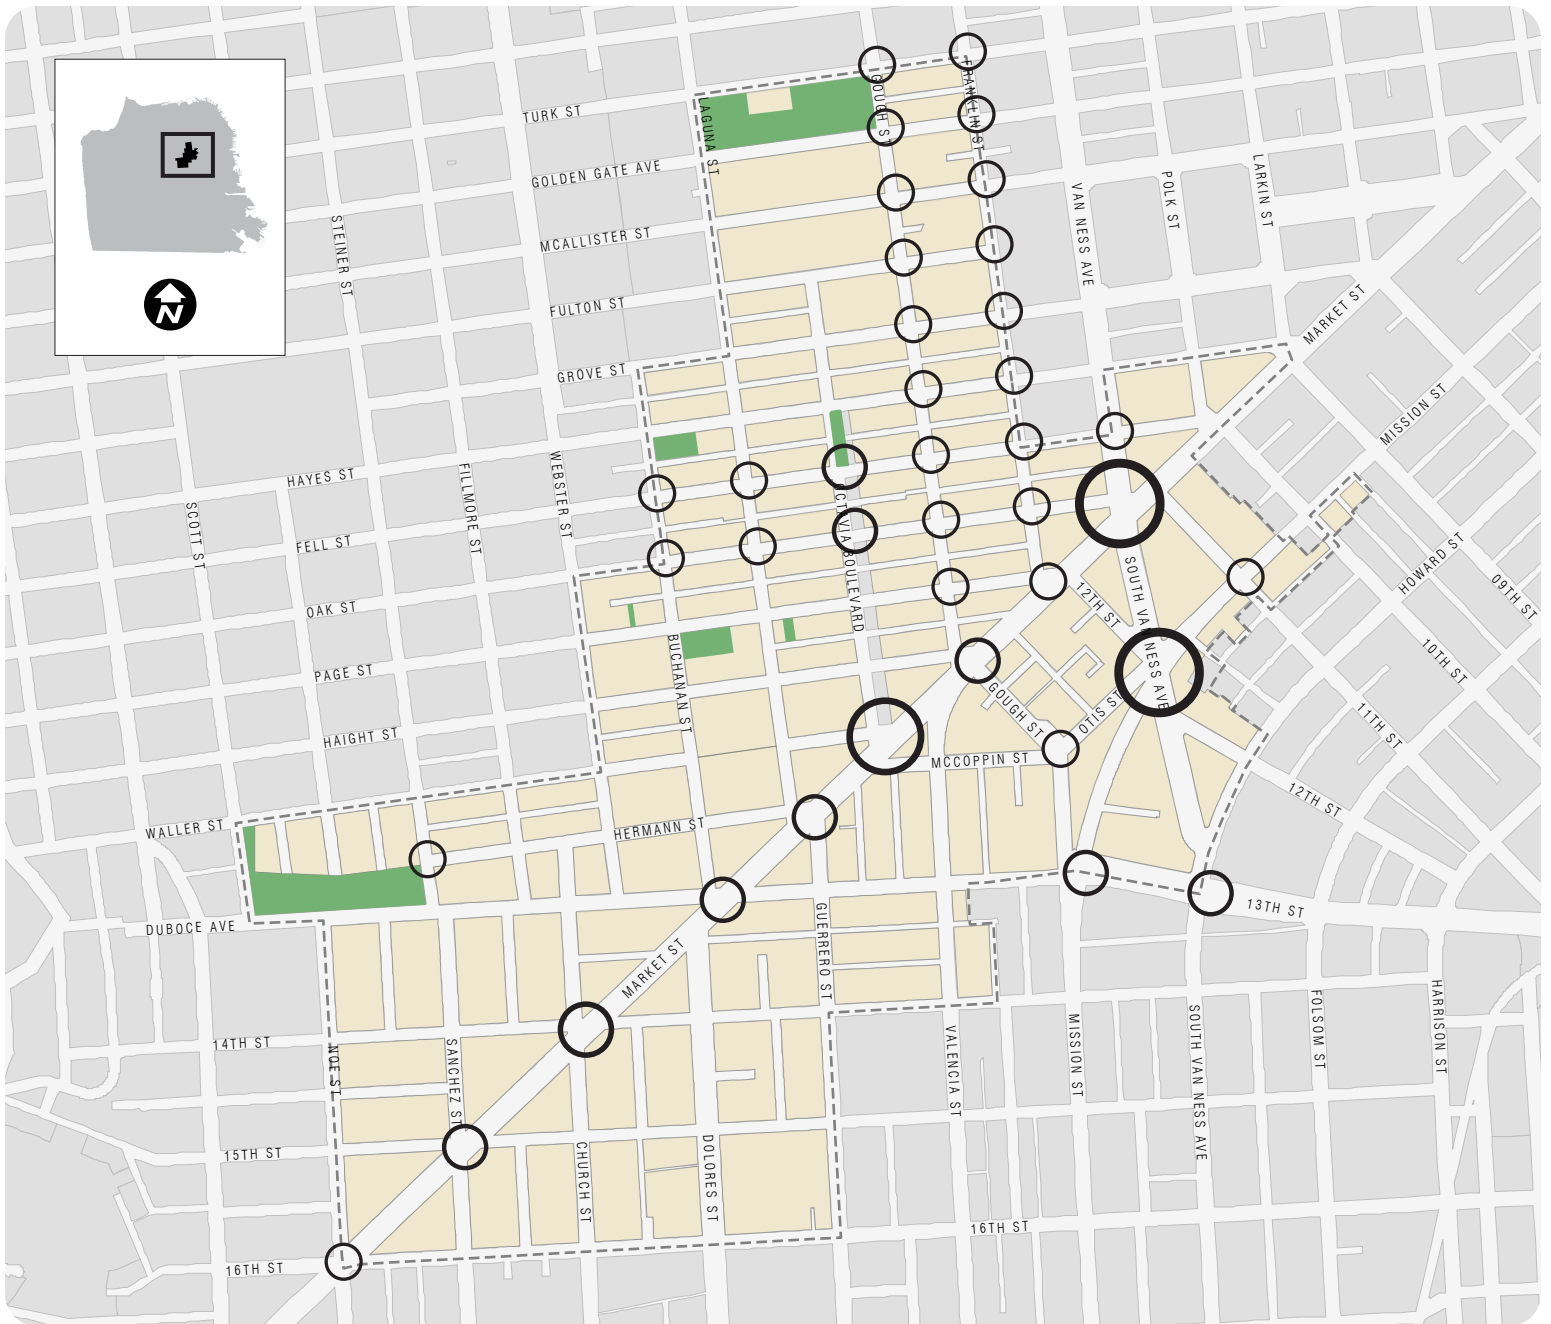 TURK ST
GOLDEN GATE AVE
MCALLISTER ST
FULTON ST
GROVE ST
HAYES ST
FELL ST
OAK ST
PAGE ST
HAIGHT ST
WALLER ST
HERMANN ST
DUBOCE AVE
14TH ST
15TH ST
16TH ST
16TH ST
STEINER ST
SCOTT ST
FILLMORE ST
WEBSTER ST
LAGUNA ST
GOUGH ST
FRANKLIN ST
VAN NESS AVE
POLK ST
LARKIN ST
MARKET ST
MISSION ST
HOWARD ST
09TH ST
10TH ST
11TH ST
12TH ST
12TH ST
SOUTH VAN NESS AVE
OCTAVIA BOULEVARD
BUCHANAN ST
GOUGH ST
OTIS ST
MCCOPPIN ST
13TH ST
MARKET ST
GUERRERO ST
NOE ST
SANCHEZ ST
CHURCH ST
DOLORES ST
VALENCIA ST
MISSION ST
SOUTH VAN NESS AVE
FOLSOM ST
HARRISON ST
N